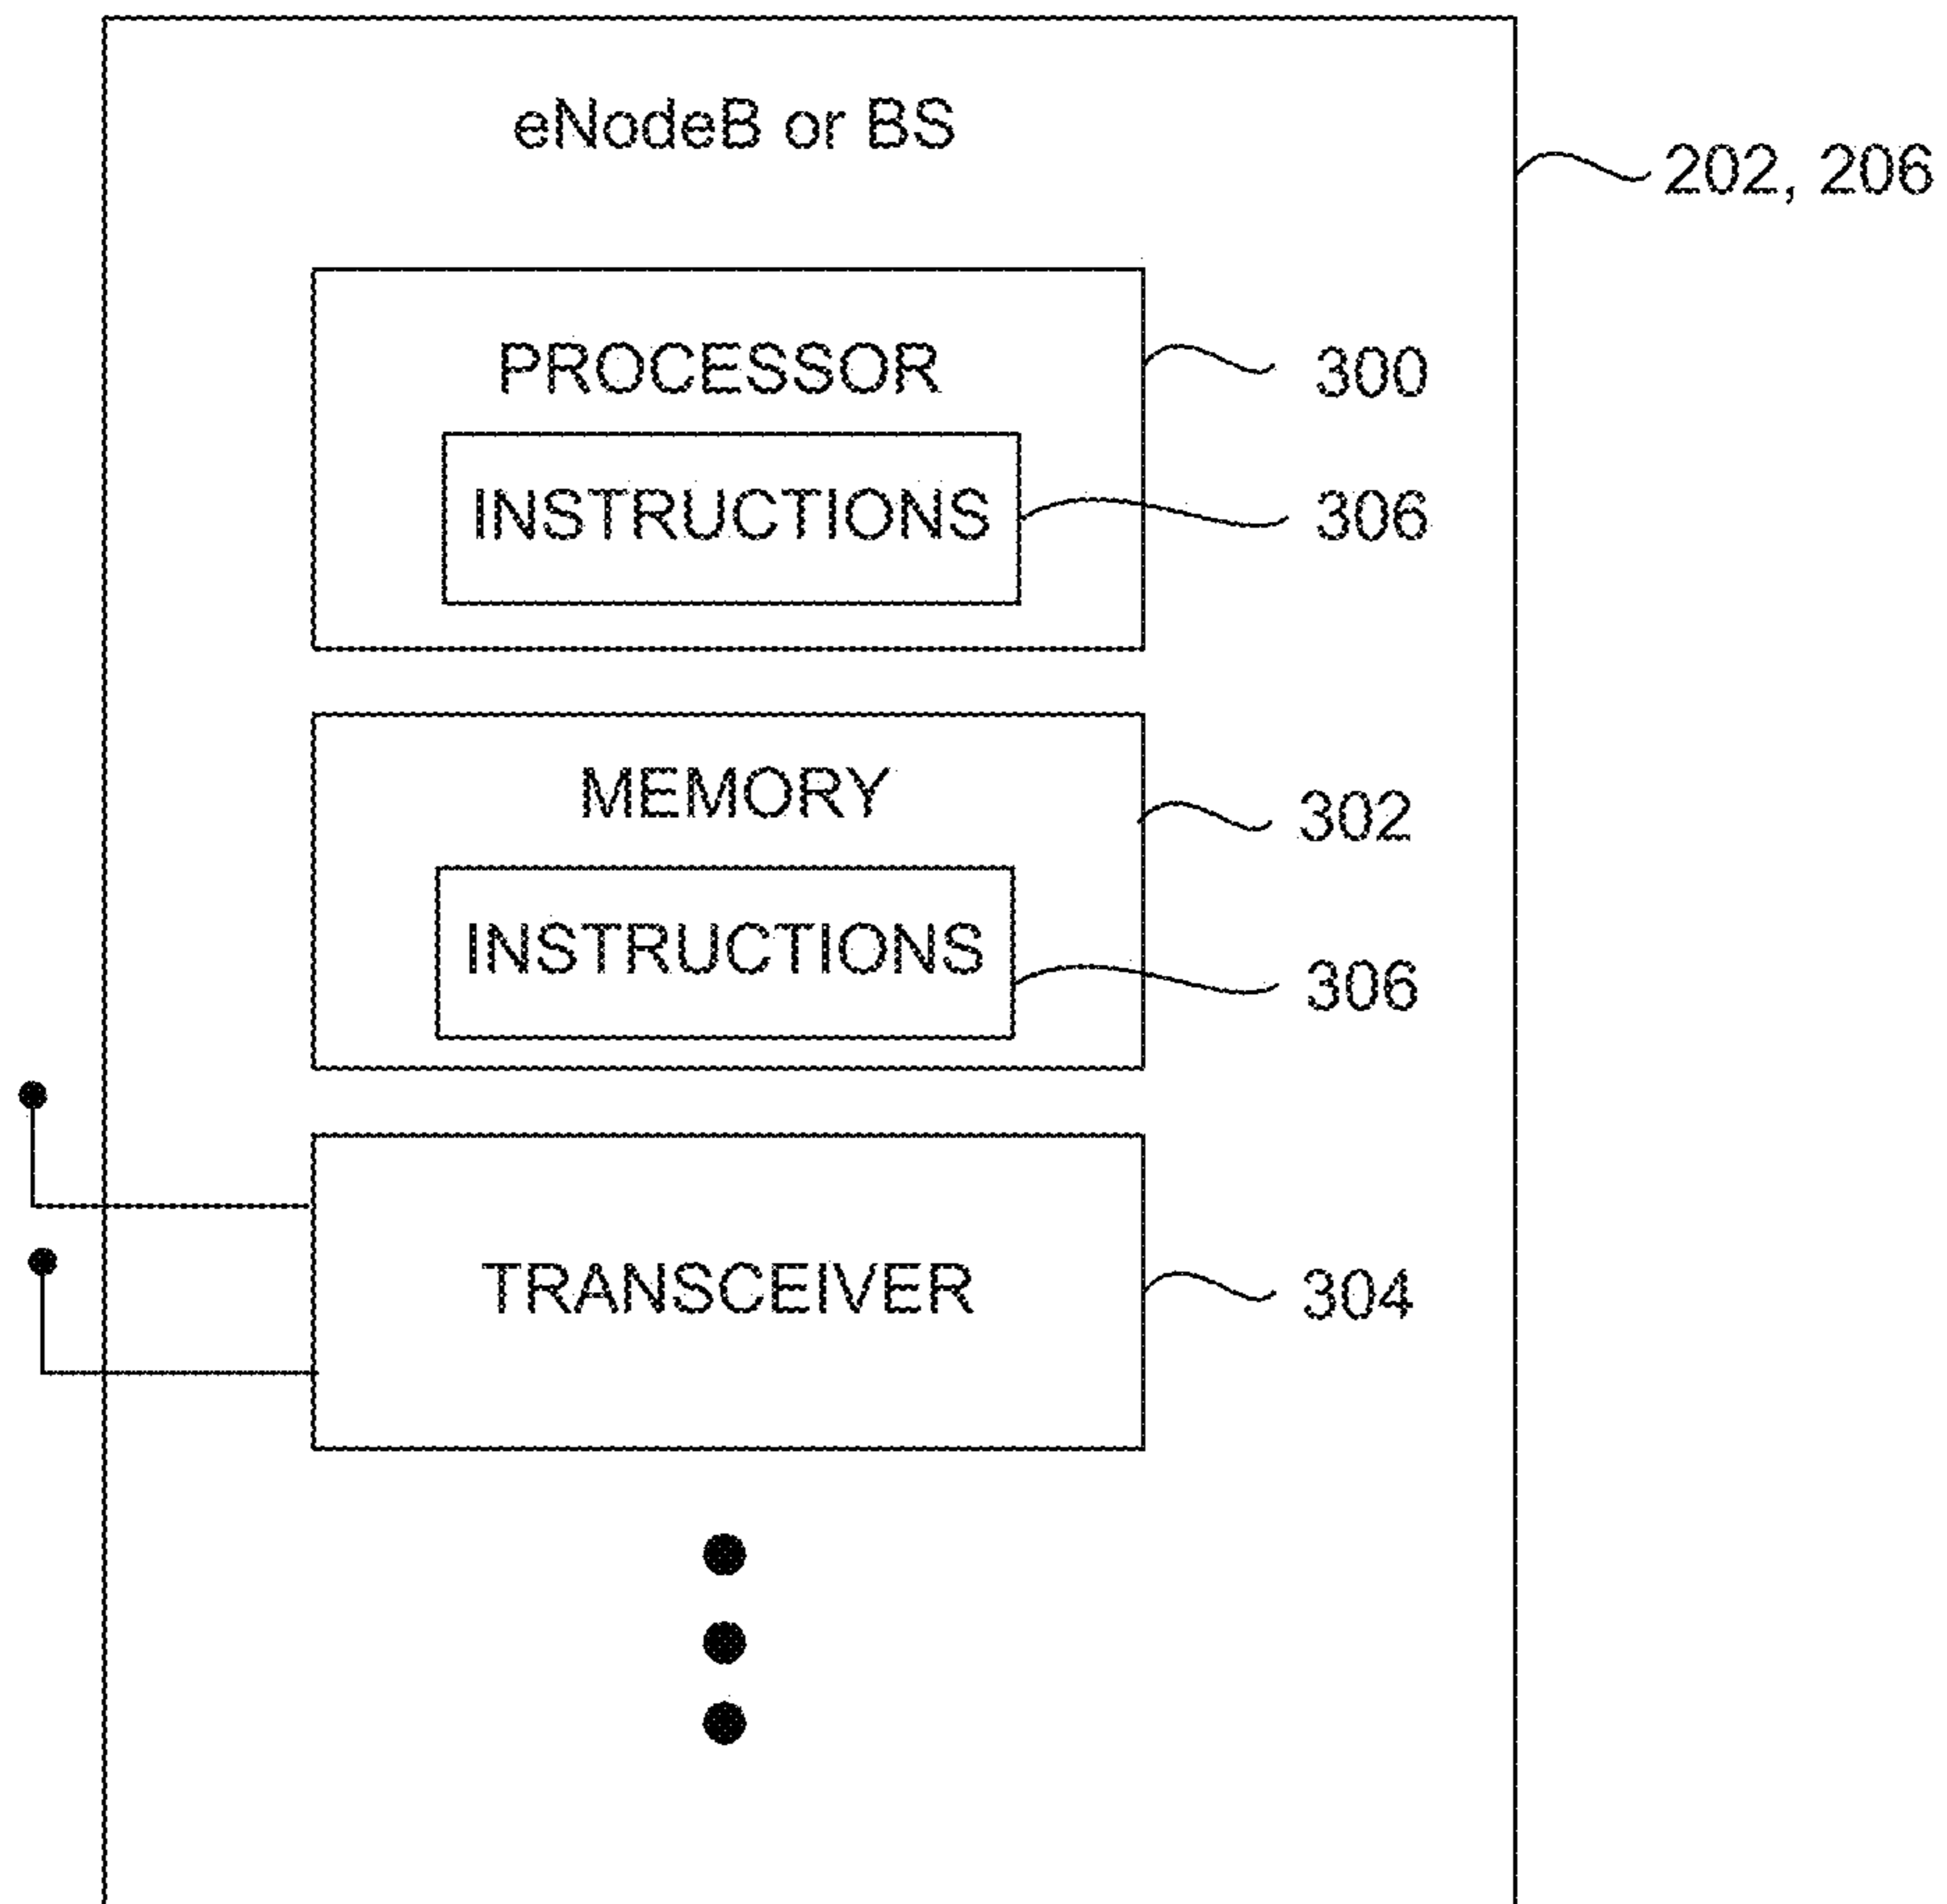 eNodeB or BS
202, 206
PROCESSOR
300
INSTRUCTIONS
306
MEMORY
302
INSTRUCTIONS
306
TRANSCEIVER
304